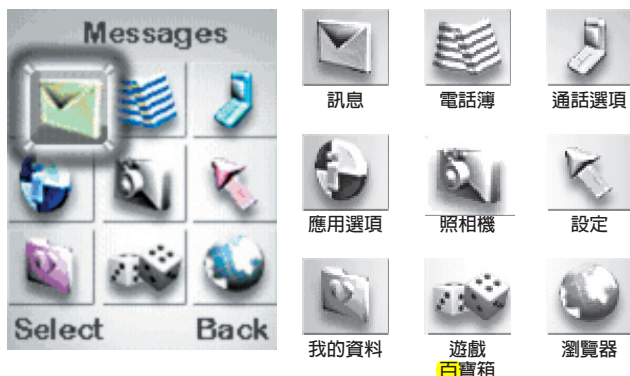 Messages
Select Back
訊息 電話簿 通話選項
應用選項 照相機 設定
我的資料 遊戲 瀏覽器
百寶箱